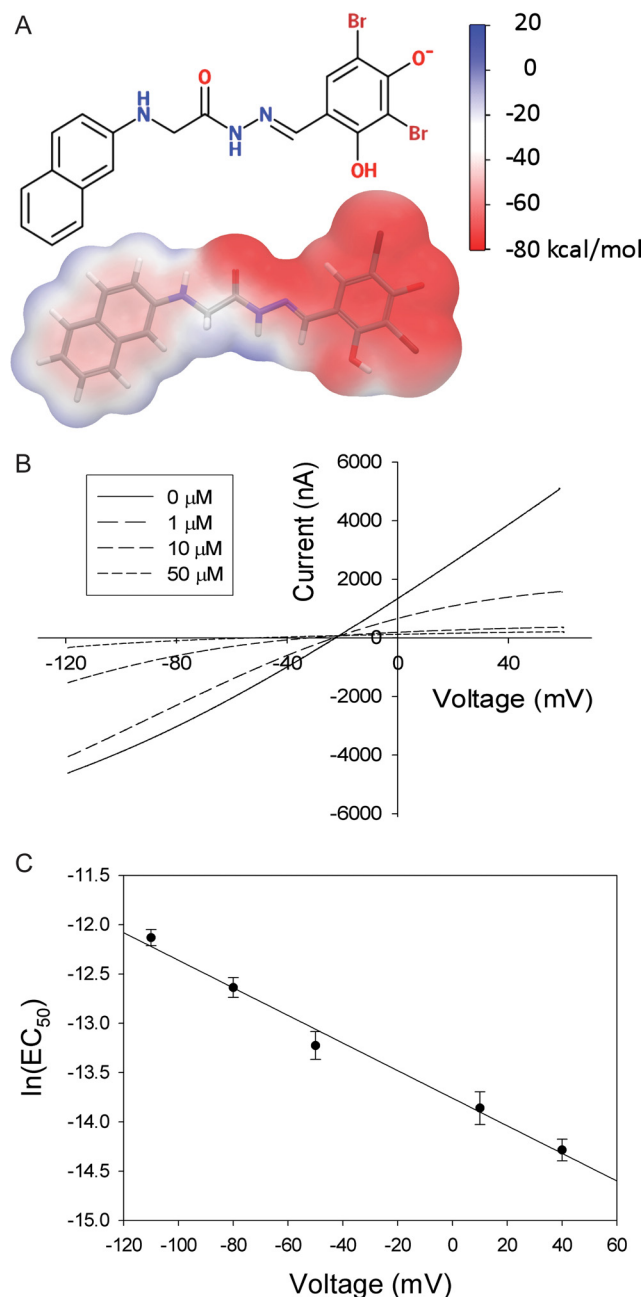 A
Br
O
O⁻
H
N
N
N
H
Br
OH
20
0
-20
-40
-60
-80 kcal/mol
B
0 μM
1 μM
10 μM
50 μM
Current (nA)
6000
4000
2000
0
-2000
-4000
-6000
-120
-80
-40
0
40
Voltage (mV)
C
ln(EC50)
-11.5
-12.0
-12.5
-13.0
-13.5
-14.0
-14.5
-15.0
-120 -100 -80 -60 -40 -20 0 20 40 60
Voltage (mV)